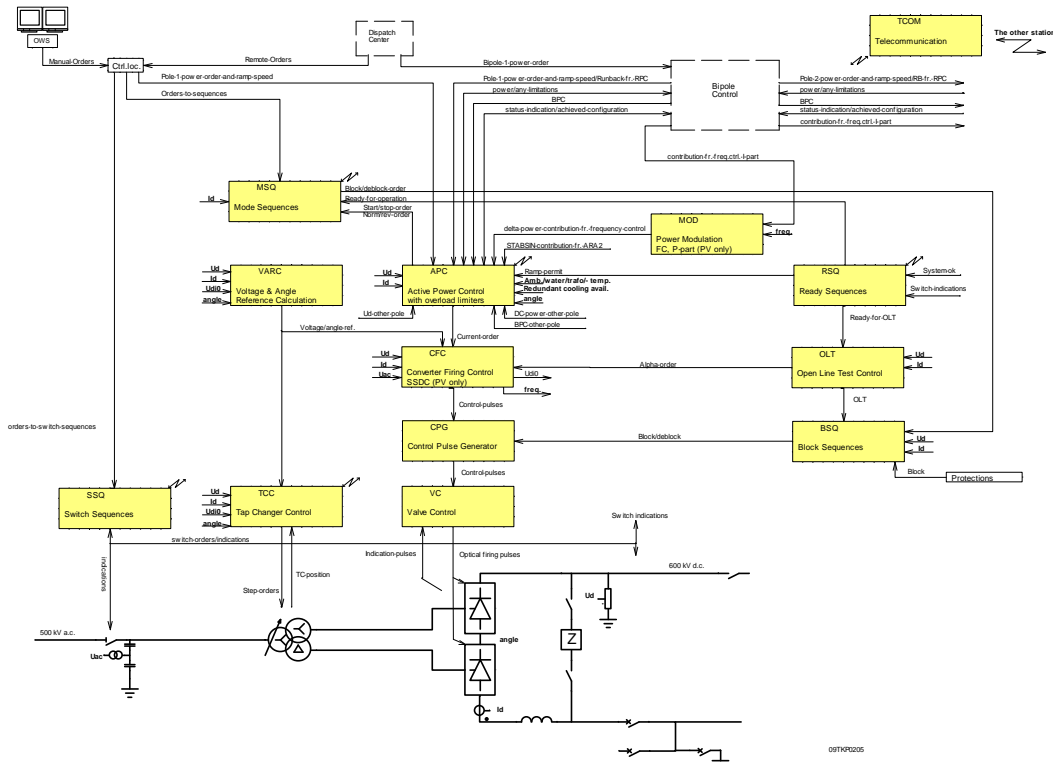 OWS
Dispatch
Center
TCOM
Telecommunication
The other station
Manual-Orders
Ctrl.loc.
Remote-Orders
Bipole-1-power-order
Pole-1-power-order-and-ramp-speed
Pole-1-power-order-and-ramp-speed/Runback-fr.-RPC
Bipole
Control
Pole-2-power-order-and-ramp-speed/RB-fr.-RPC
Orders-to-sequences
power/any-limitations
power/any-limitations
BPC
BPC
status-indication/achieved-configuration
status-indication/achieved-configuration
contribution-fr.-freq.ctrl.-I-part
contribution-fr.-freq.ctrl.-I-part
MSQ
Mode Sequences
Id
Block/deblock-order
Ready-for-operation
Start/stop-order
Norm/rev-order
MOD
Power Modulation
FC, P-part (PV only)
freq.
delta-power-contribution-fr.-frequency-control
STABSIN-contribution-fr.-ARA2
VARC
Voltage & Angle
Reference Calculation
Ud
Id
Udi0
angle
APC
Active Power Control
with overload limiters
Ud
Id
Ramp-permit
Amb./water/trafo/- temp.
Redundant cooling avail.
angle
RSQ
Ready Sequences
System-ok
Switch-indications
Ud-other-pole
DC-power-other-pole
BPC-other-pole
Ready-for-OLT
Voltage/angle-ref.
Current-order
CFC
Converter Firing Control
SSDC (PV only)
Ud
Id
Uac
Udi0
freq.
Alpha-order
OLT
Open Line Test Control
Ud
Id
Control-pulses
OLT
orders-to-switch-sequences
CPG
Control Pulse Generator
Block/deblock
BSQ
Block Sequences
Ud
Id
Control-pulses
Block
Protections
SSQ
Switch Sequences
TCC
Tap Changer Control
Ud
Id
Udi0
angle
VC
Valve Control
Switch indications
switch-orders/indications
indications
Indication-pulses
Optical firing pulses
TC-position
Step-orders
600 kV d.c.
Ud
500 kV a.c.
Uac
angle
Z
Id
09TKP0205